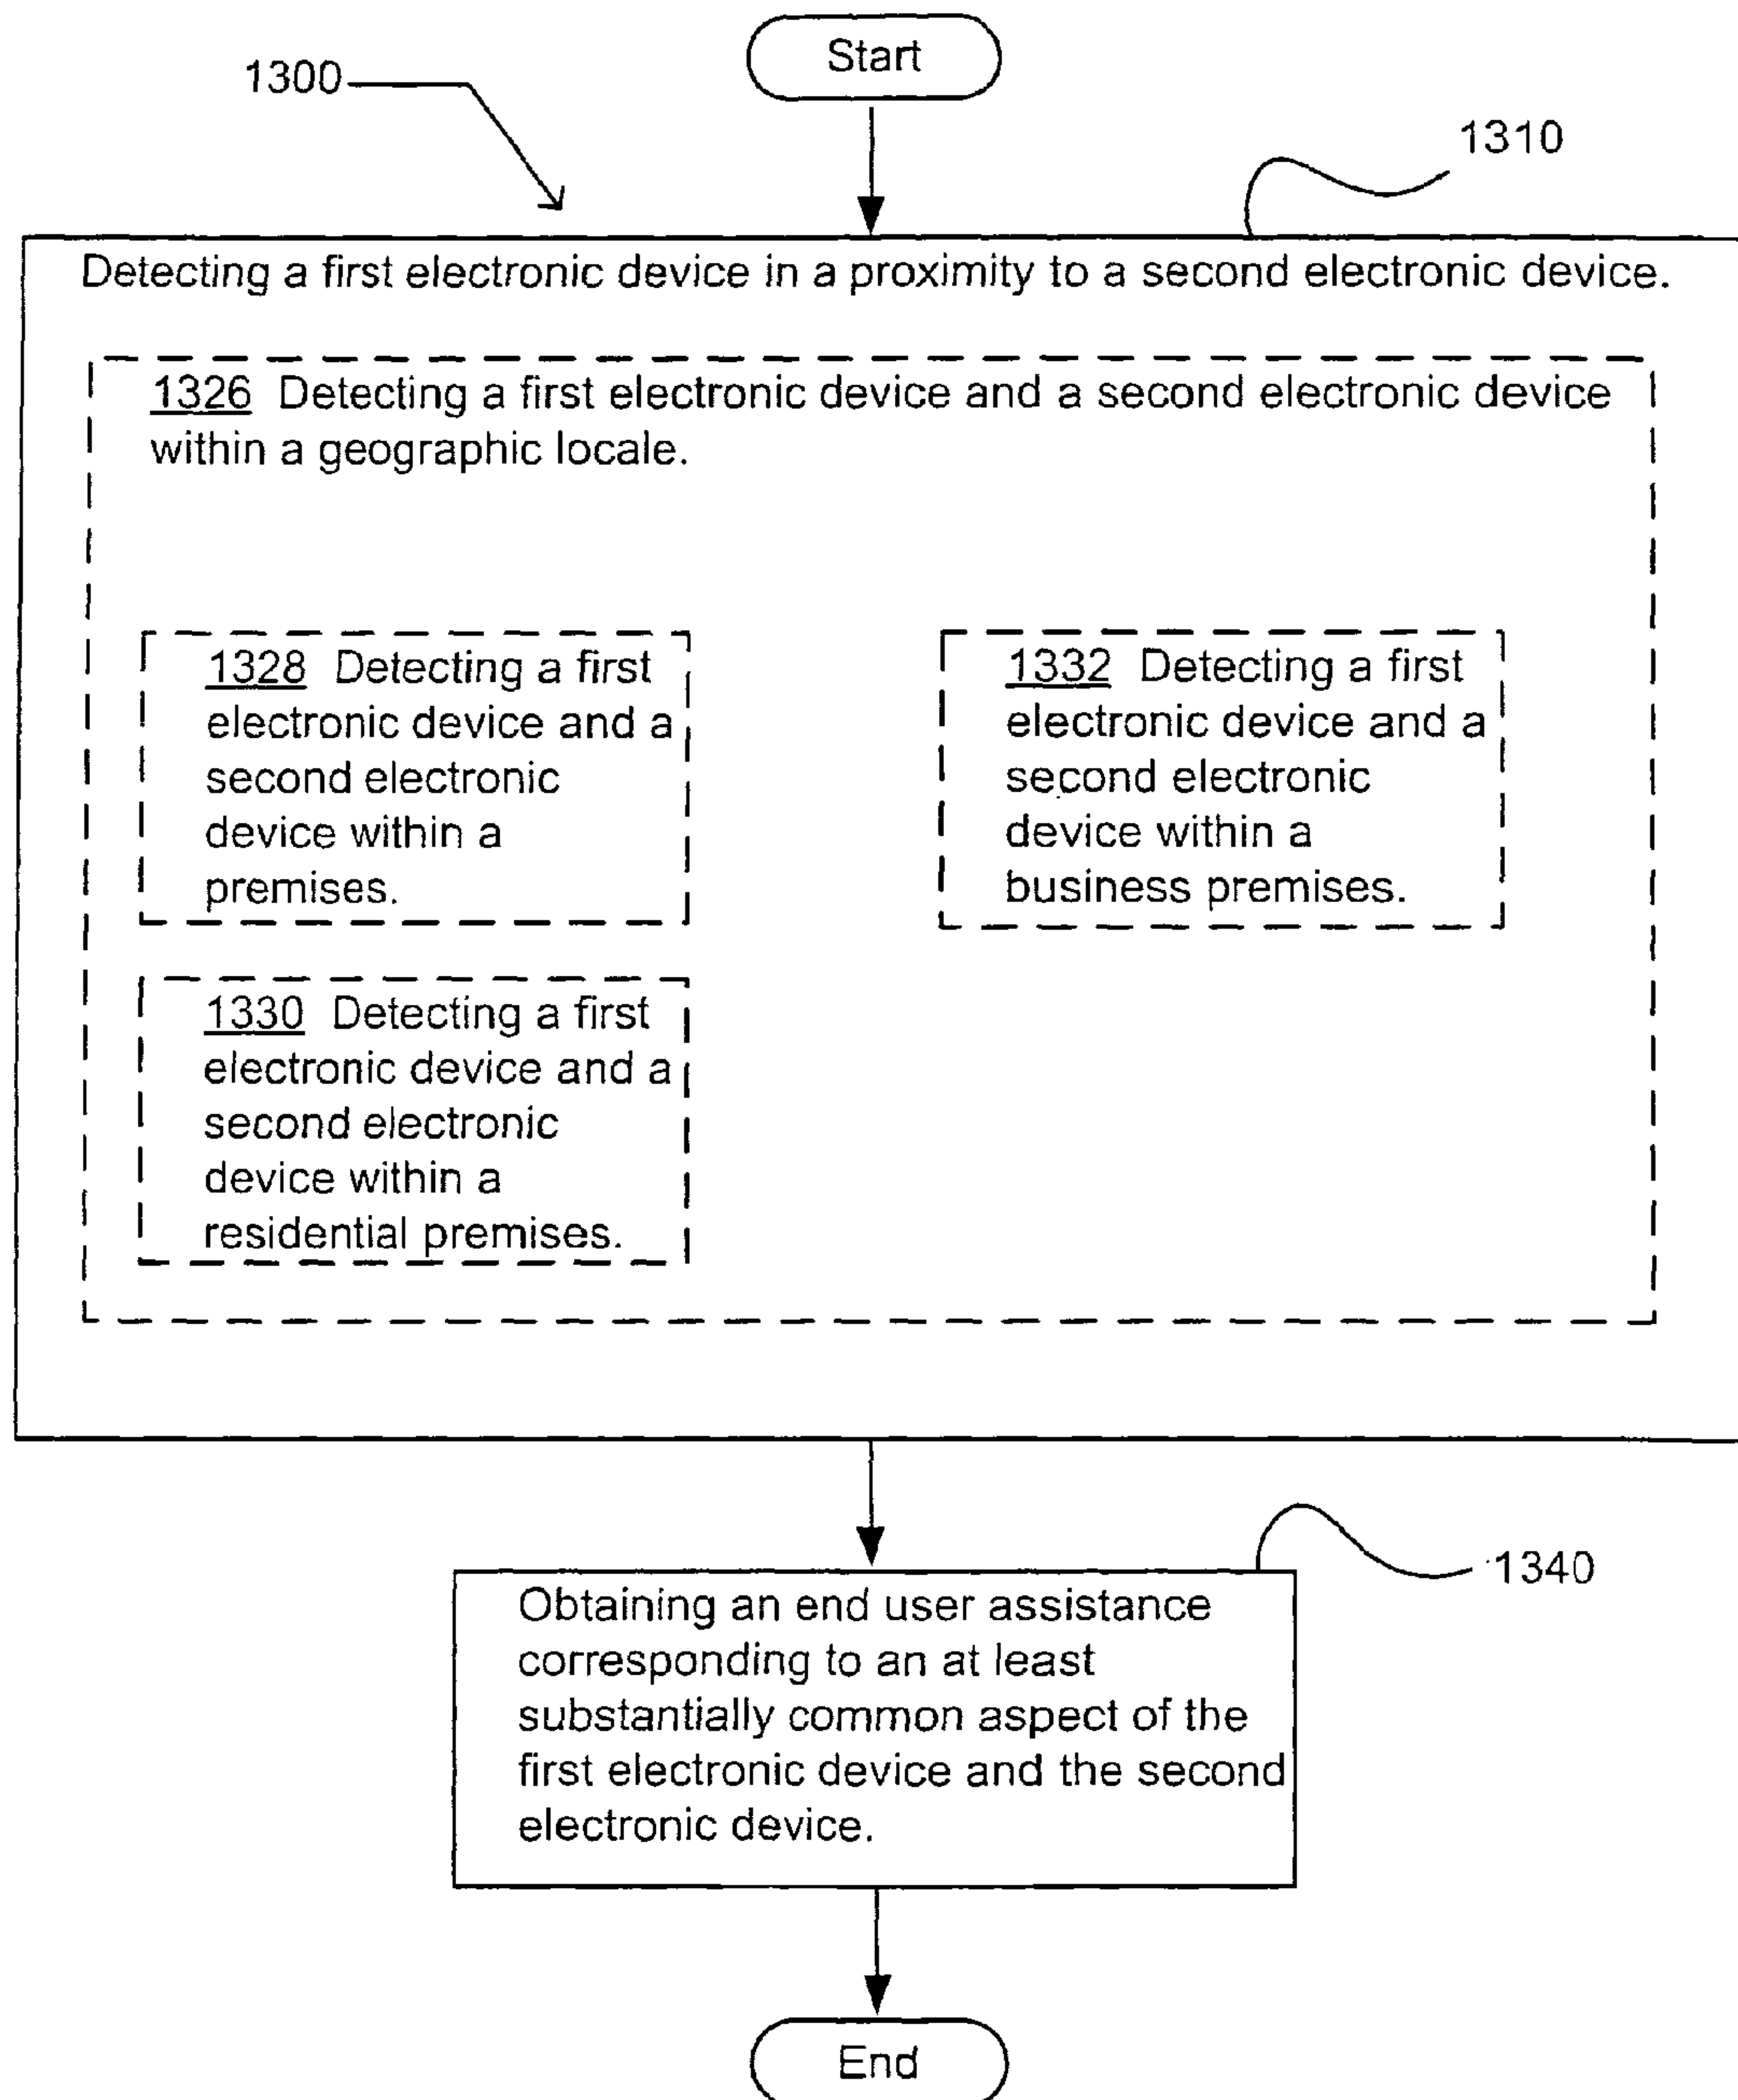 Start
1300
1310
Detecting a first electronic device in a proximity to a second electronic device.
1326 Detecting a first electronic device and a second electronic device
within a geographic locale.
1328 Detecting a first
electronic device and a
second electronic
device within a
premises.
1332 Detecting a first
electronic device and a
second electronic
device within a
business premises.
1330 Detecting a first
electronic device and a
second electronic
device within a
residential premises.
1340
Obtaining an end user assistance
corresponding to an at least
substantially common aspect of the
first electronic device and the second
electronic device.
End